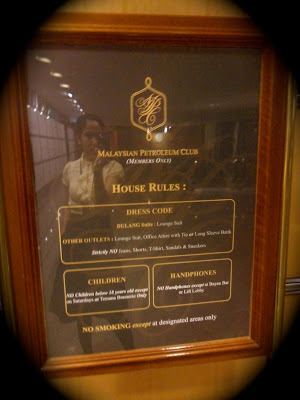 MALAYSIAN PETROLEUM CLUB
(MEMBERS ONLY)
HOUSE RULES :
DRESS CODE
DULANG Suite : Lounge Suit
OTHER OUTLETS : Lounge Suit, Office Attire with Tie or Long Sleeve Batik
Strictly NO Jeans, Shorts, T-Shirt, Sandals & Sneakers
CHILDREN
NO Children below 18 years old except
on Saturdays at Temana Brasserie Only
HANDPHONES
NO Handphones except at Dayan Bar
or Lift Lobby
NO SMOKING except at designated areas only